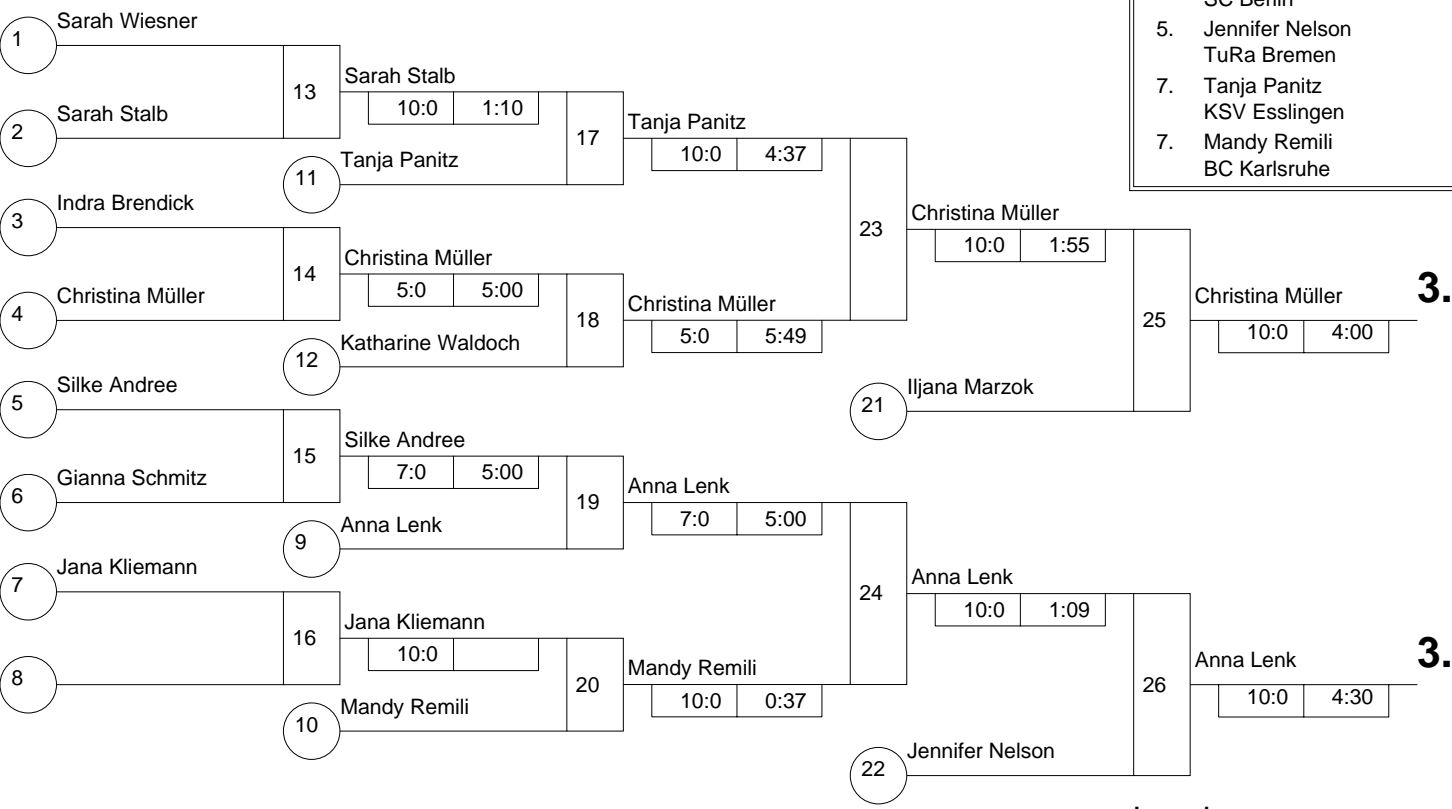 SC Berlin
5. Jennifer Nelson
TuRa Bremen
7. Tanja Panitz
KSV Esslingen
7. Mandy Remili
BC Karlsruhe
1 Sarah Wiesner
13
Sarah Stalb
10:0 1:10
2 Sarah Stalb
17
Tanja Panitz
10:0 4:37
11 Tanja Panitz
3 Indra Brendick
23
Christina Müller
10:0 1:55
14
Christina Müller
5:0 5:00
4 Christina Müller
18
Christina Müller
5:0 5:49
12 Katharine Waldoch
25
Christina Müller 3.
10:0 4:00
5 Silke Andree
21 Iljana Marzok
15
Silke Andree
7:0 5:00
6 Gianna Schmitz
19
Anna Lenk
7:0 5:00
9 Anna Lenk
7 Jana Kliemann
24
Anna Lenk
10:0 1:09
16
Jana Kliemann
10:0
8
20
Mandy Remili
10:0 0:37
10 Mandy Remili
26
Anna Lenk 3.
10:0 4:30
22 Jennifer Nelson